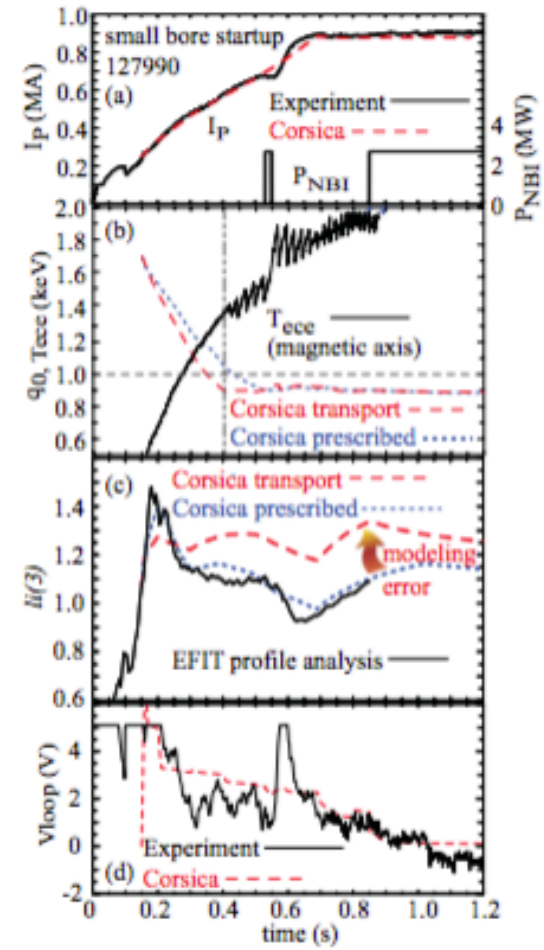 1.0
small bore startup
127990
0.8
(a)
0.6
Experiment
Corsica
0.4
0.2
I_P (MA)
I_P
P_NBI
4
2
0
P_NBI (MW)
2.0
(b)
1.8
1.6
1.4
1.2
1.0
0.8
0.6
q0, Tece (keV)
T_ece
(magnetic axis)
Corsica transport
Corsica prescribed
(c)
Corsica transport
Corsica prescribed
1.4
1.2
1.0
0.8
0.6
li(3)
modeling
error
EFIT profile analysis
4
2
0
-2
Vloop (V)
Experiment
(d)
Corsica
0 0.2 0.4 0.6 0.8 1.0 1.2
time (s)